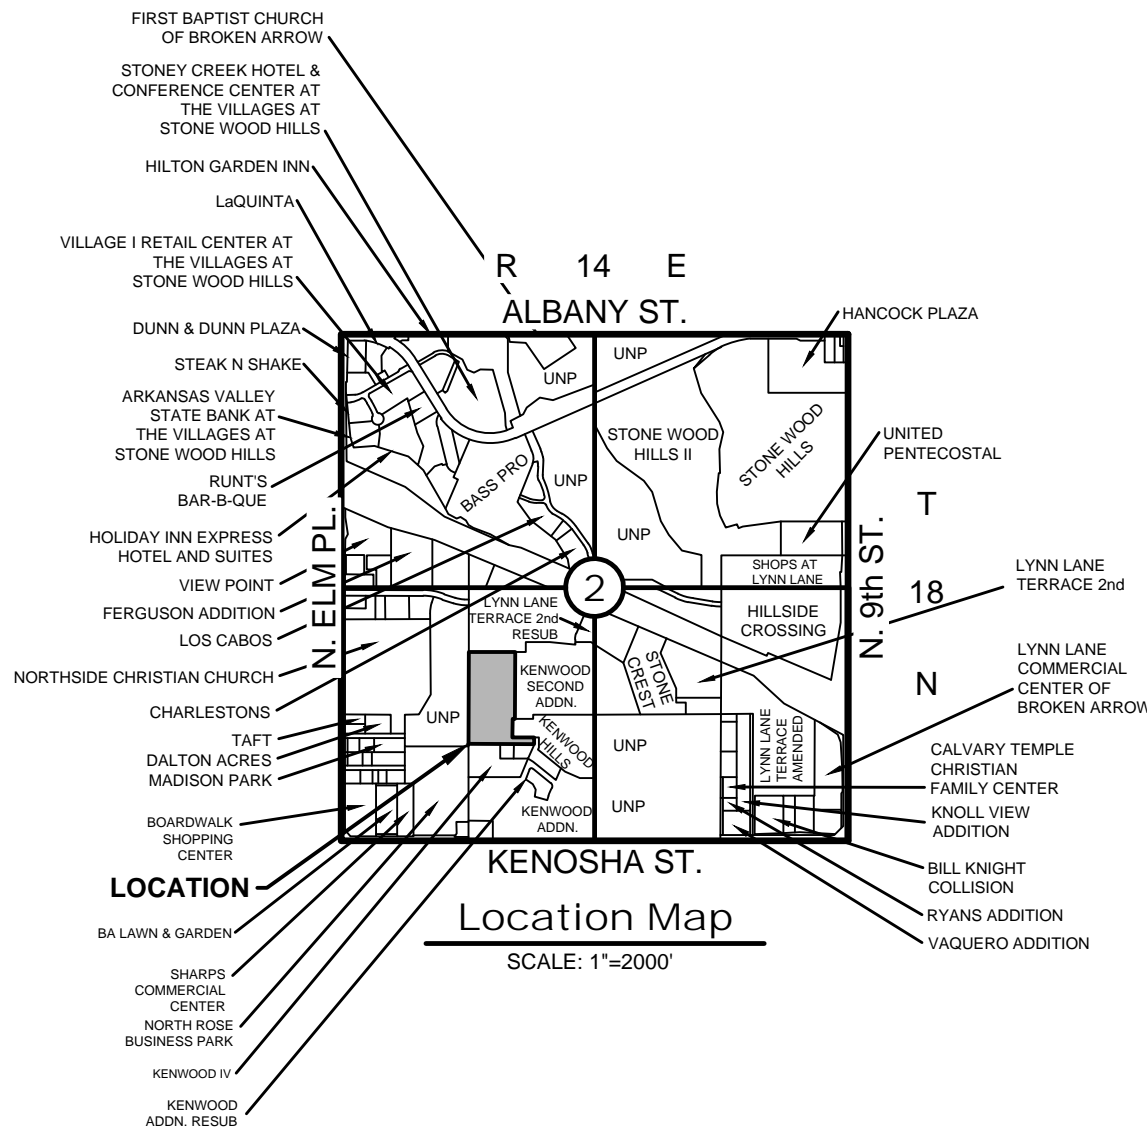 FIRST BAPTIST CHURCH
OF BROKEN ARROW
STONEY CREEK HOTEL &
CONFERENCE CENTER AT
THE VILLAGES AT
STONE WOOD HILLS
HILTON GARDEN INN
LaQUINTA
VILLAGE I RETAIL CENTER AT
THE VILLAGES AT
STONE WOOD HILLS
DUNN & DUNN PLAZA
STEAK N SHAKE
ARKANSAS VALLEY
STATE BANK AT
THE VILLAGES AT
STONE WOOD HILLS
RUNT'S
BAR-B-QUE
HOLIDAY INN EXPRESS
HOTEL AND SUITES
VIEW POINT
FERGUSON ADDITION
LOS CABOS
NORTHSIDE CHRISTIAN CHURCH
CHARLESTONS
TAFT
DALTON ACRES
MADISON PARK
BOARDWALK
SHOPPING
CENTER
LOCATION
BA LAWN & GARDEN
SHARPS
COMMERCIAL
CENTER
NORTH ROSE
BUSINESS PARK
KENWOOD IV
KENWOOD
ADDN. RESUB
R 14 E
ALBANY ST.
N. ELM PL.
UNP
UNP
STONE WOOD
HILLS II
STONE WOOD
HILLS
BASS PRO
UNP
UNP
SHOPS AT
LYNN LANE
2
LYNN LANE
TERRACE 2nd
RESUB
HILLSIDE
CROSSING
KENWOOD
SECOND
ADDN.
STONE
CREST
UNP
KENWOOD
HILLS
UNP
LYNN LANE
TERRACE
AMENDED
UNP
KENWOOD
ADDN.
KENOSHA ST.
N. 9th ST.
T
18
N
HANCOCK PLAZA
UNITED
PENTECOSTAL
LYNN LANE
TERRACE 2nd
LYNN LANE
COMMERCIAL
CENTER OF
BROKEN ARROW
CALVARY TEMPLE
CHRISTIAN
FAMILY CENTER
KNOLL VIEW
ADDITION
BILL KNIGHT
COLLISION
RYANS ADDITION
VAQUERO ADDITION
Location Map
SCALE: 1"=2000'